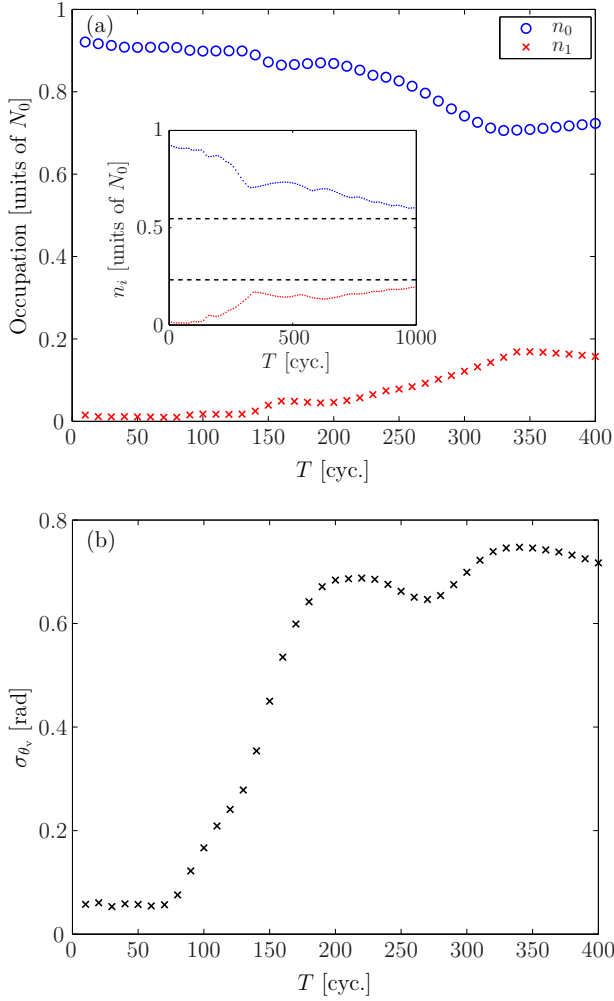 (a)
n₀
n₁
1
0.8
0.6
0.4
0.2
0
Occupation [units of N₀]
0 50 100 150 200 250 300 350 400
T [cyc.]
1
0.5
0
nᵢ [units of N₀]
0 500 1000
T [cyc.]
(b)
0.8
0.6
0.4
0.2
0
σ_θᵥ [rad]
0 50 100 150 200 250 300 350 400
T [cyc.]